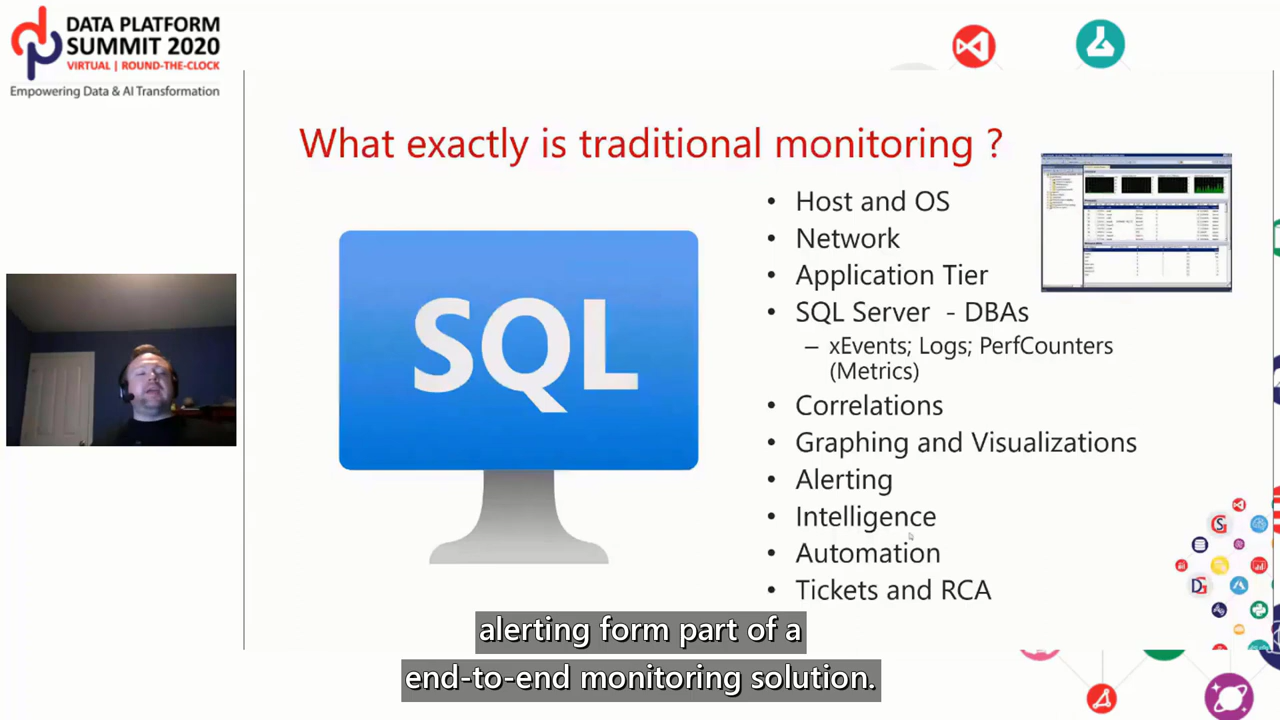 DATA PLATFORM
SUMMIT 2020
VIRTUAL | ROUND-THE-CLOCK
Empowering Data & AI Transformation
What exactly is traditional monitoring ?
SQL
• Host and OS
• Network
• Application Tier
• SQL Server - DBAs
– xEvents; Logs; PerfCounters
(Metrics)
• Correlations
• Graphing and Visualizations
• Alerting
• Intelligence
• Automation
• Tickets and RCA
alerting form part of a
end-to-end monitoring solution.